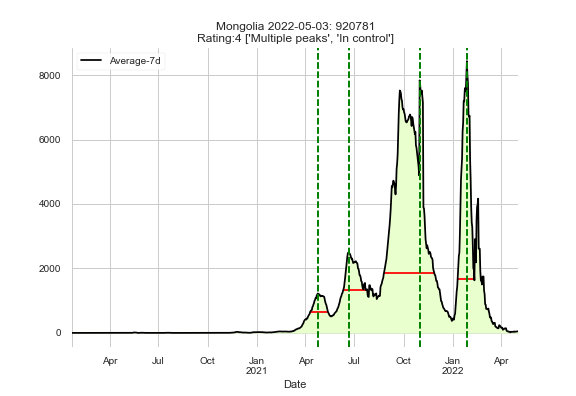 Mongolia 2022-05-03: 920781
Rating:4 ['Multiple peaks', 'In control']
Average-7d
8000
6000
4000
2000
0
Apr Jul Oct Jan Apr Jul Oct Jan Apr
2021 2022
Date